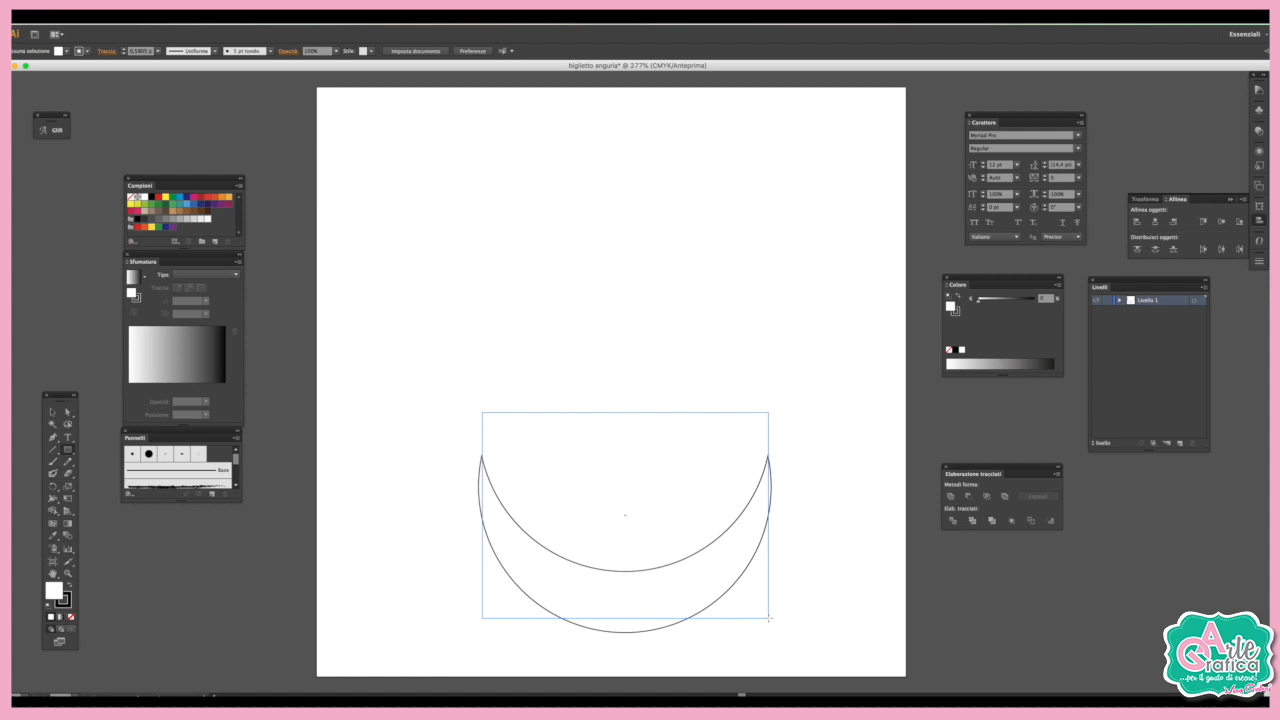 Ai
Essenziali
Traccia:
0,5805 p
Uniforme
5 pt tondo
Opacità:
100%
Stile:
Imposta documento
Preferenze
biglietto anguria* @ 277% (CMYK/Anteprima)
Campioni
Sfumatura
Tipo:
Traccia:
Opacità:
Posizione:
Pennelli
Base
Carattere
Myriad Pro
Regular
12 pt
(14,4 pt)
Auto
0
100%
100%
0 pt
0°
Italiano
Preciso
Trasforma
Allinea
Allinea oggetti:
Distribuisci oggetti:
Colore
K
0
%
Livelli
Livello 1
1 livello
Elaborazione tracciati
Metodi forma:
Espandi
Elab. tracciati:
Arte
Grafica
...per il gusto di creare!